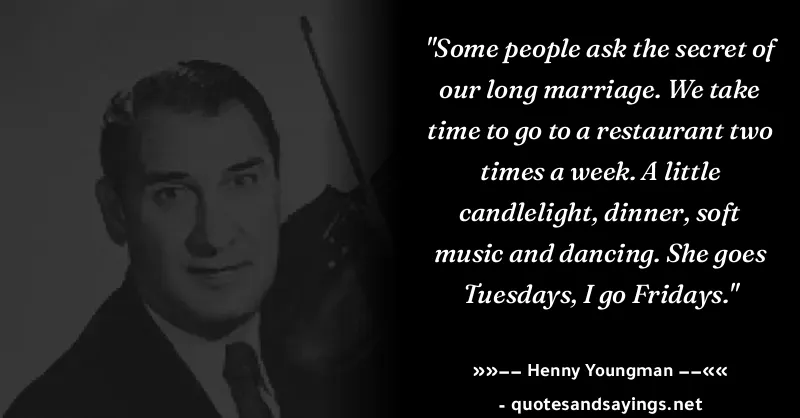 "Some people ask the secret of
our long marriage. We take
time to go to a restaurant two
times a week. A little
candlelight, dinner, soft
music and dancing. She goes
Tuesdays, I go Fridays."
»»−− Henny Youngman −−««
- quotesandsayings.net